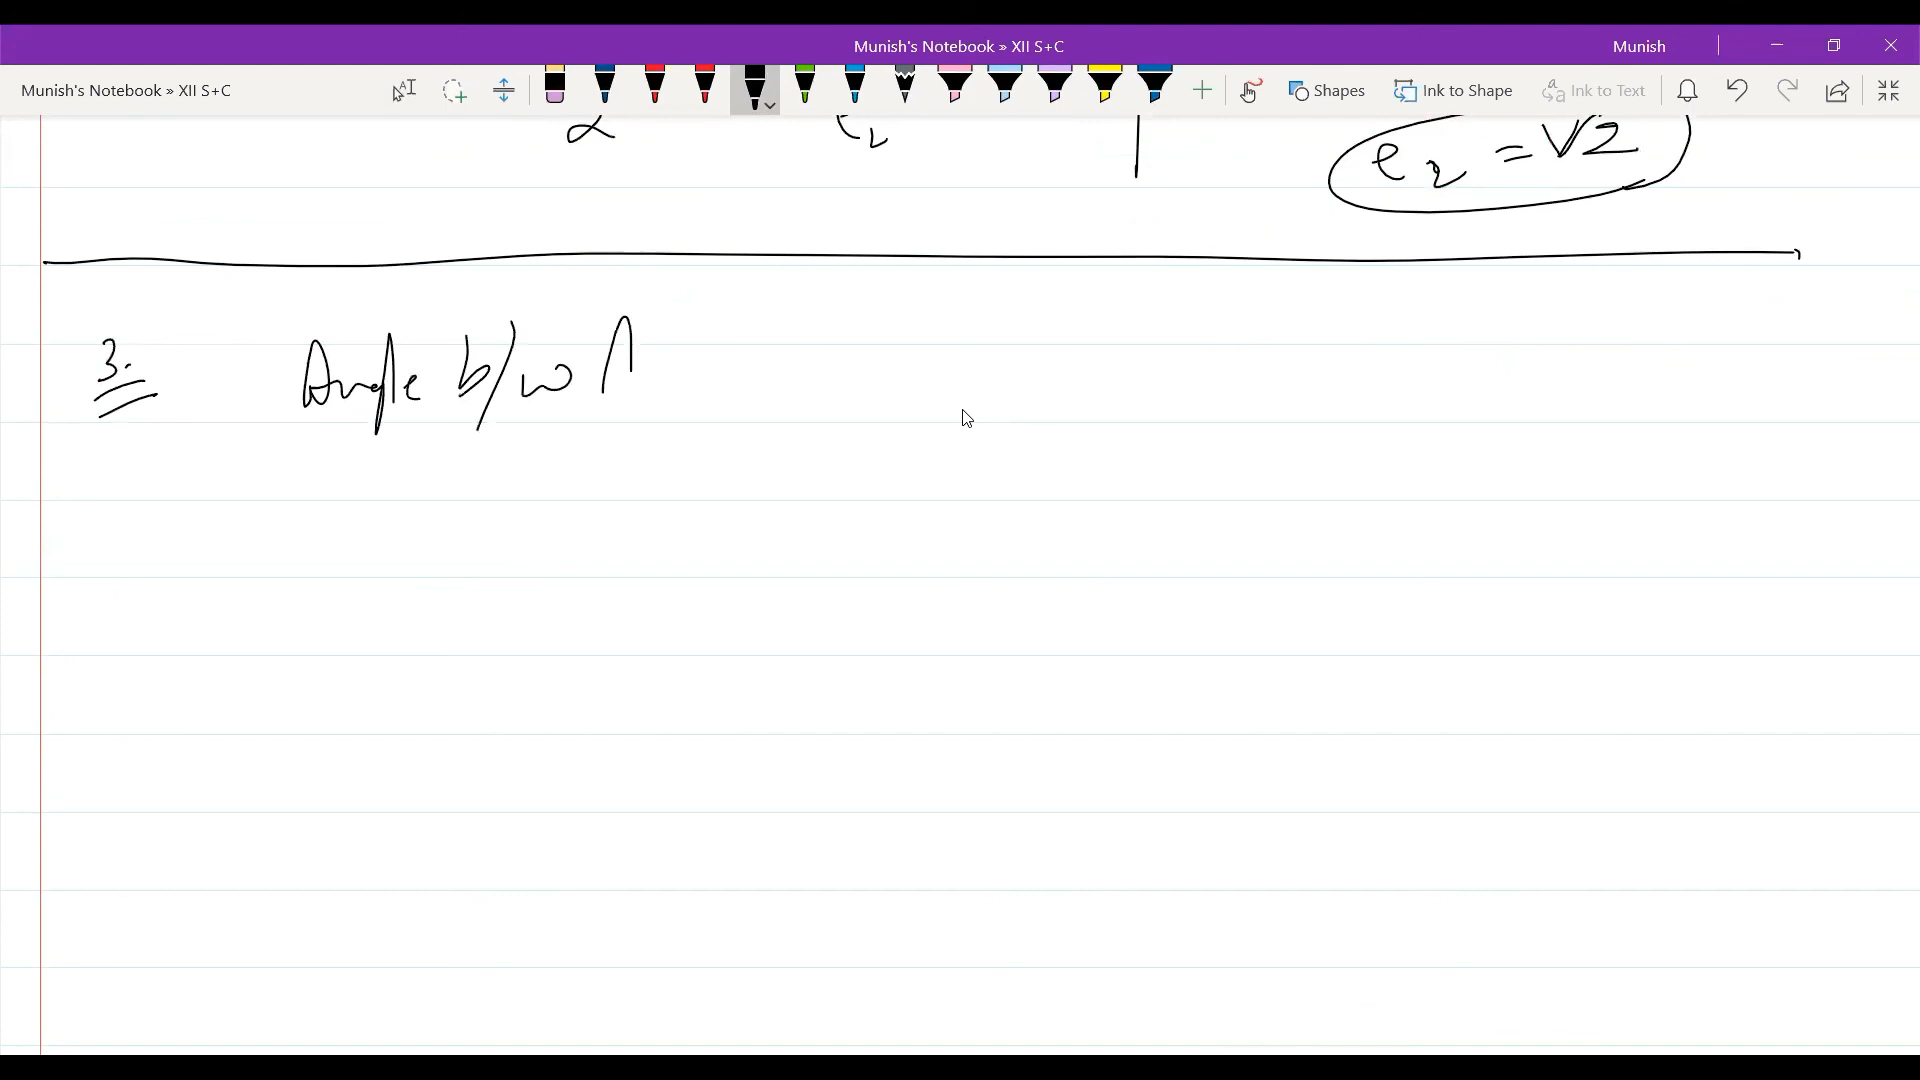 Munish's Notebook » XII S+C
Munish
Munish's Notebook » XII S+C
Shapes
Ink to Shape
Ink to Text
α
e₂ = √2
3.
Angle b/w A